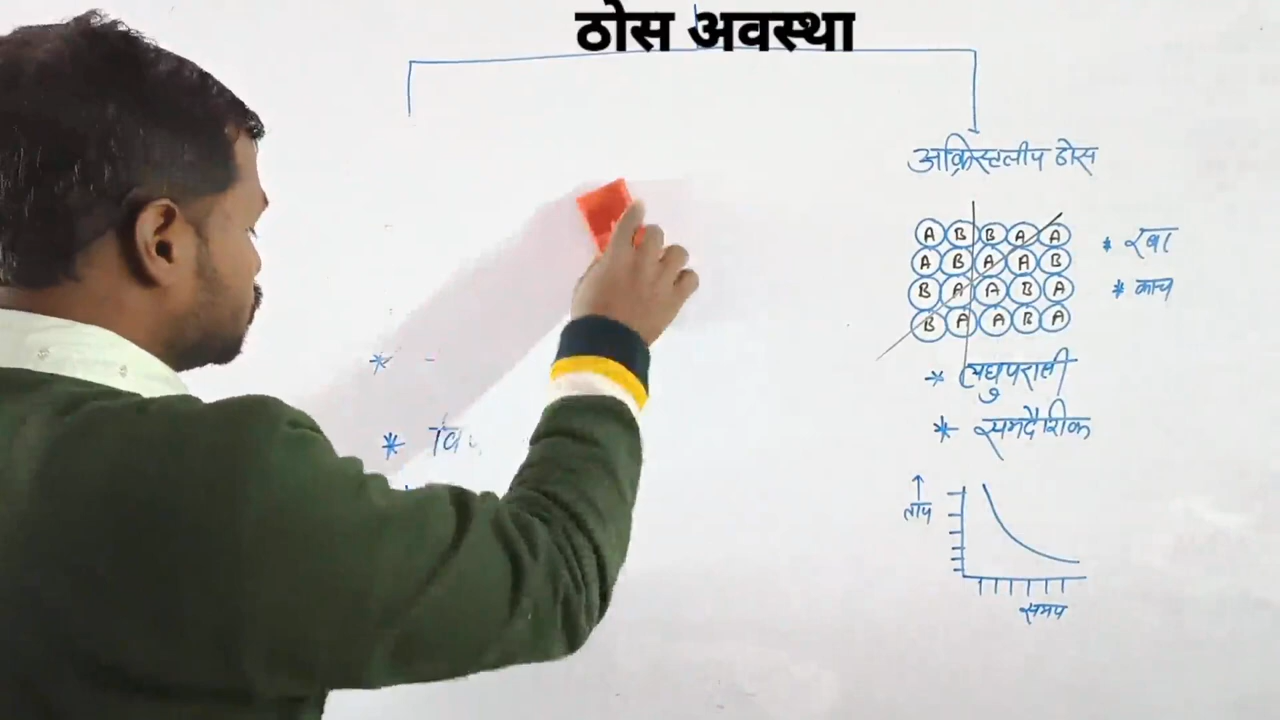 ठोस अवस्था
अक्रिस्टलीय ठोस
A B B A A
A B A A B
B A A B A
B A A B A
* रबा
* काच
* लघुपरासी
* समदैशिक
ताप
समय
* -
* वि